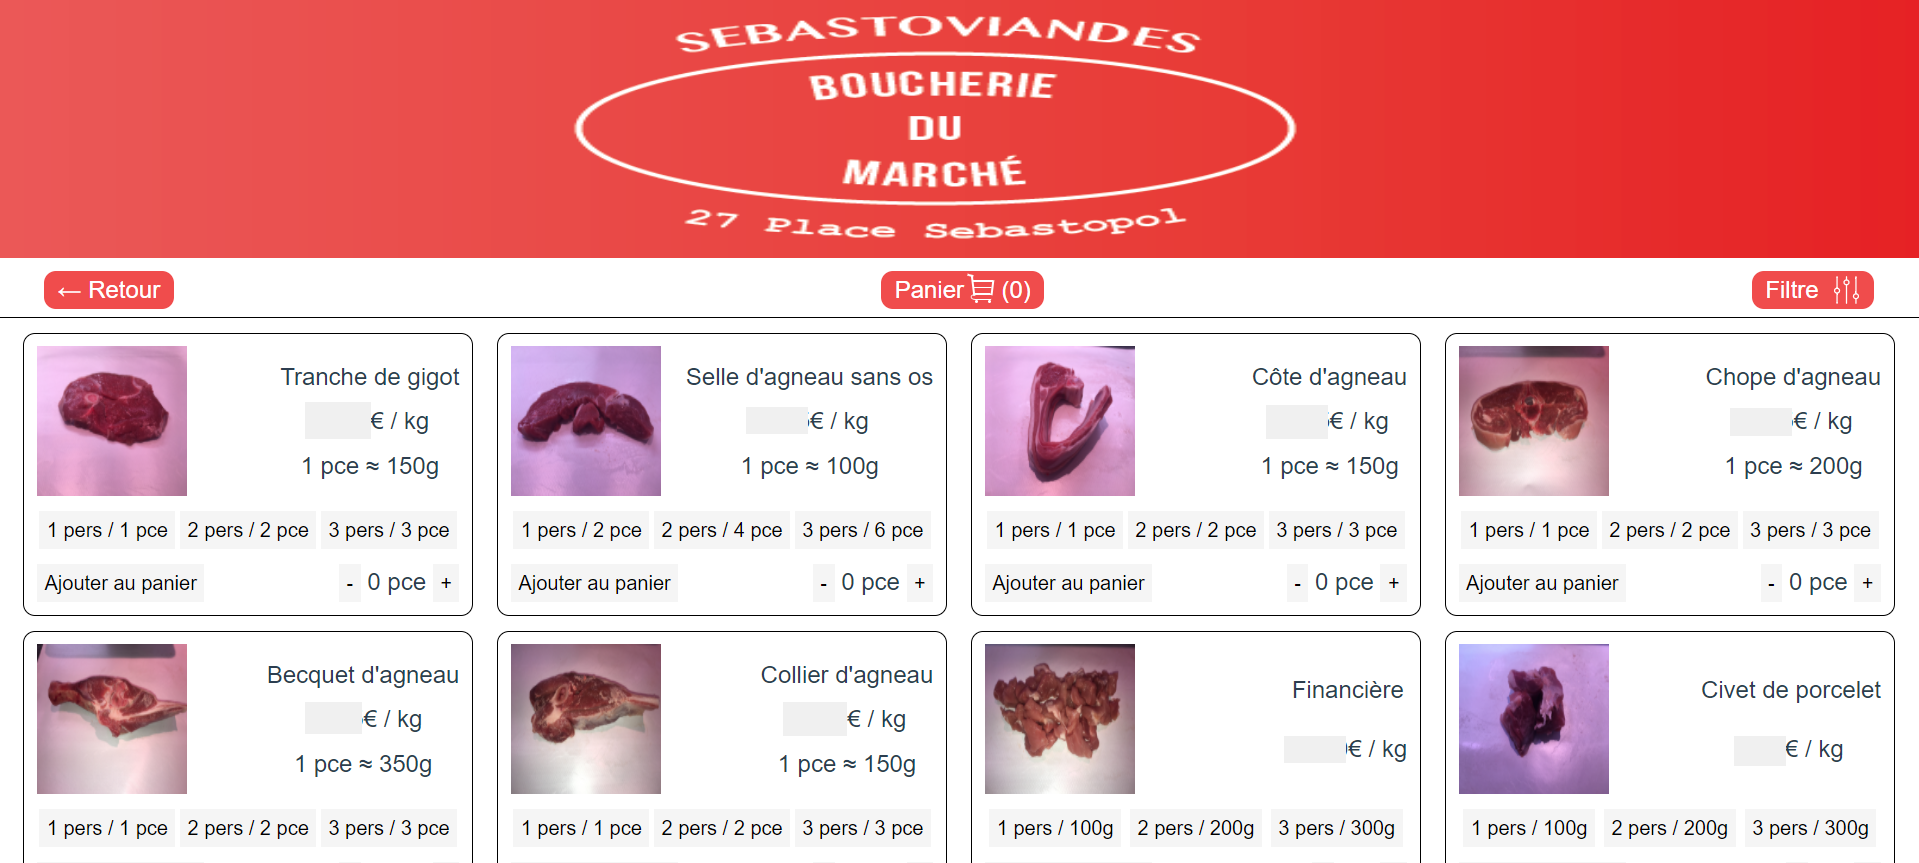 SEBASTOVIANDES
BOUCHERIE
DU
MARCHÉ
27 Place Sebastopol
← Retour
Panier (0)
Filtre
Tranche de gigot
€ / kg
1 pce ≈ 150g
1 pers / 1 pce 2 pers / 2 pce 3 pers / 3 pce
Ajouter au panier - 0 pce +
Selle d'agneau sans os
€ / kg
1 pce ≈ 100g
1 pers / 2 pce 2 pers / 4 pce 3 pers / 6 pce
Ajouter au panier - 0 pce +
Côte d'agneau
€ / kg
1 pce ≈ 150g
1 pers / 1 pce 2 pers / 2 pce 3 pers / 3 pce
Ajouter au panier - 0 pce +
Chope d'agneau
€ / kg
1 pce ≈ 200g
1 pers / 1 pce 2 pers / 2 pce 3 pers / 3 pce
Ajouter au panier - 0 pce +
Becquet d'agneau
€ / kg
1 pce ≈ 350g
1 pers / 1 pce 2 pers / 2 pce 3 pers / 3 pce
Collier d'agneau
€ / kg
1 pce ≈ 150g
1 pers / 1 pce 2 pers / 2 pce 3 pers / 3 pce
Financière
€ / kg
1 pers / 100g 2 pers / 200g 3 pers / 300g
Civet de porcelet
€ / kg
1 pers / 100g 2 pers / 200g 3 pers / 300g